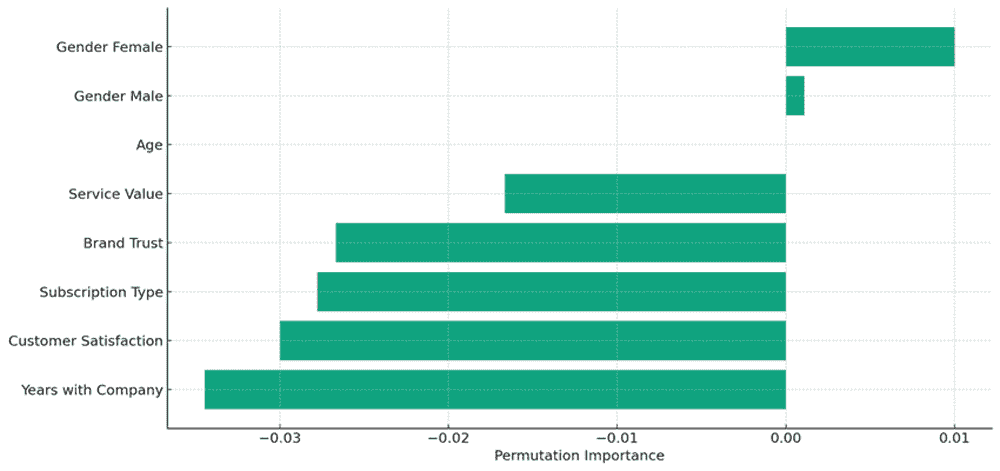 Gender Female
Gender Male
Age
Service Value
Brand Trust
Subscription Type
Customer Satisfaction
Years with Company
−0.03 −0.02 −0.01 0.00 0.01
Permutation Importance